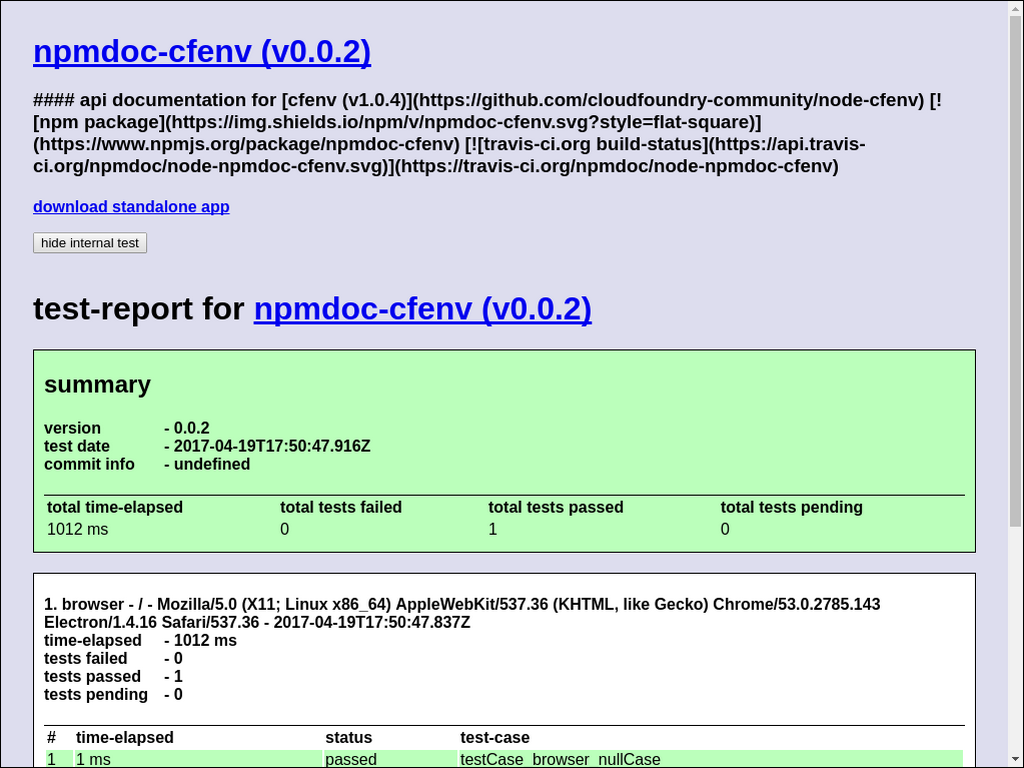 npmdoc-cfenv (v0.0.2)
#### api documentation for [cfenv (v1.0.4)](https://github.com/cloudfoundry-community/node-cfenv) [!
[npm package](https://img.shields.io/npm/v/npmdoc-cfenv.svg?style=flat-square)]
(https://www.npmjs.org/package/npmdoc-cfenv) [![travis-ci.org build-status](https://api.travis-
ci.org/npmdoc/node-npmdoc-cfenv.svg)](https://travis-ci.org/npmdoc/node-npmdoc-cfenv)
download standalone app
hide internal test
test-report for npmdoc-cfenv (v0.0.2)
summary
version - 0.0.2
test date - 2017-04-19T17:50:47.916Z
commit info - undefined
total time-elapsed total tests failed total tests passed total tests pending
1012 ms 0 1 0
1. browser - / - Mozilla/5.0 (X11; Linux x86_64) AppleWebKit/537.36 (KHTML, like Gecko) Chrome/53.0.2785.143
Electron/1.4.16 Safari/537.36 - 2017-04-19T17:50:47.837Z
time-elapsed - 1012 ms
tests failed - 0
tests passed - 1
tests pending - 0
# time-elapsed status test-case
1 1 ms passed testCase_browser_nullCase